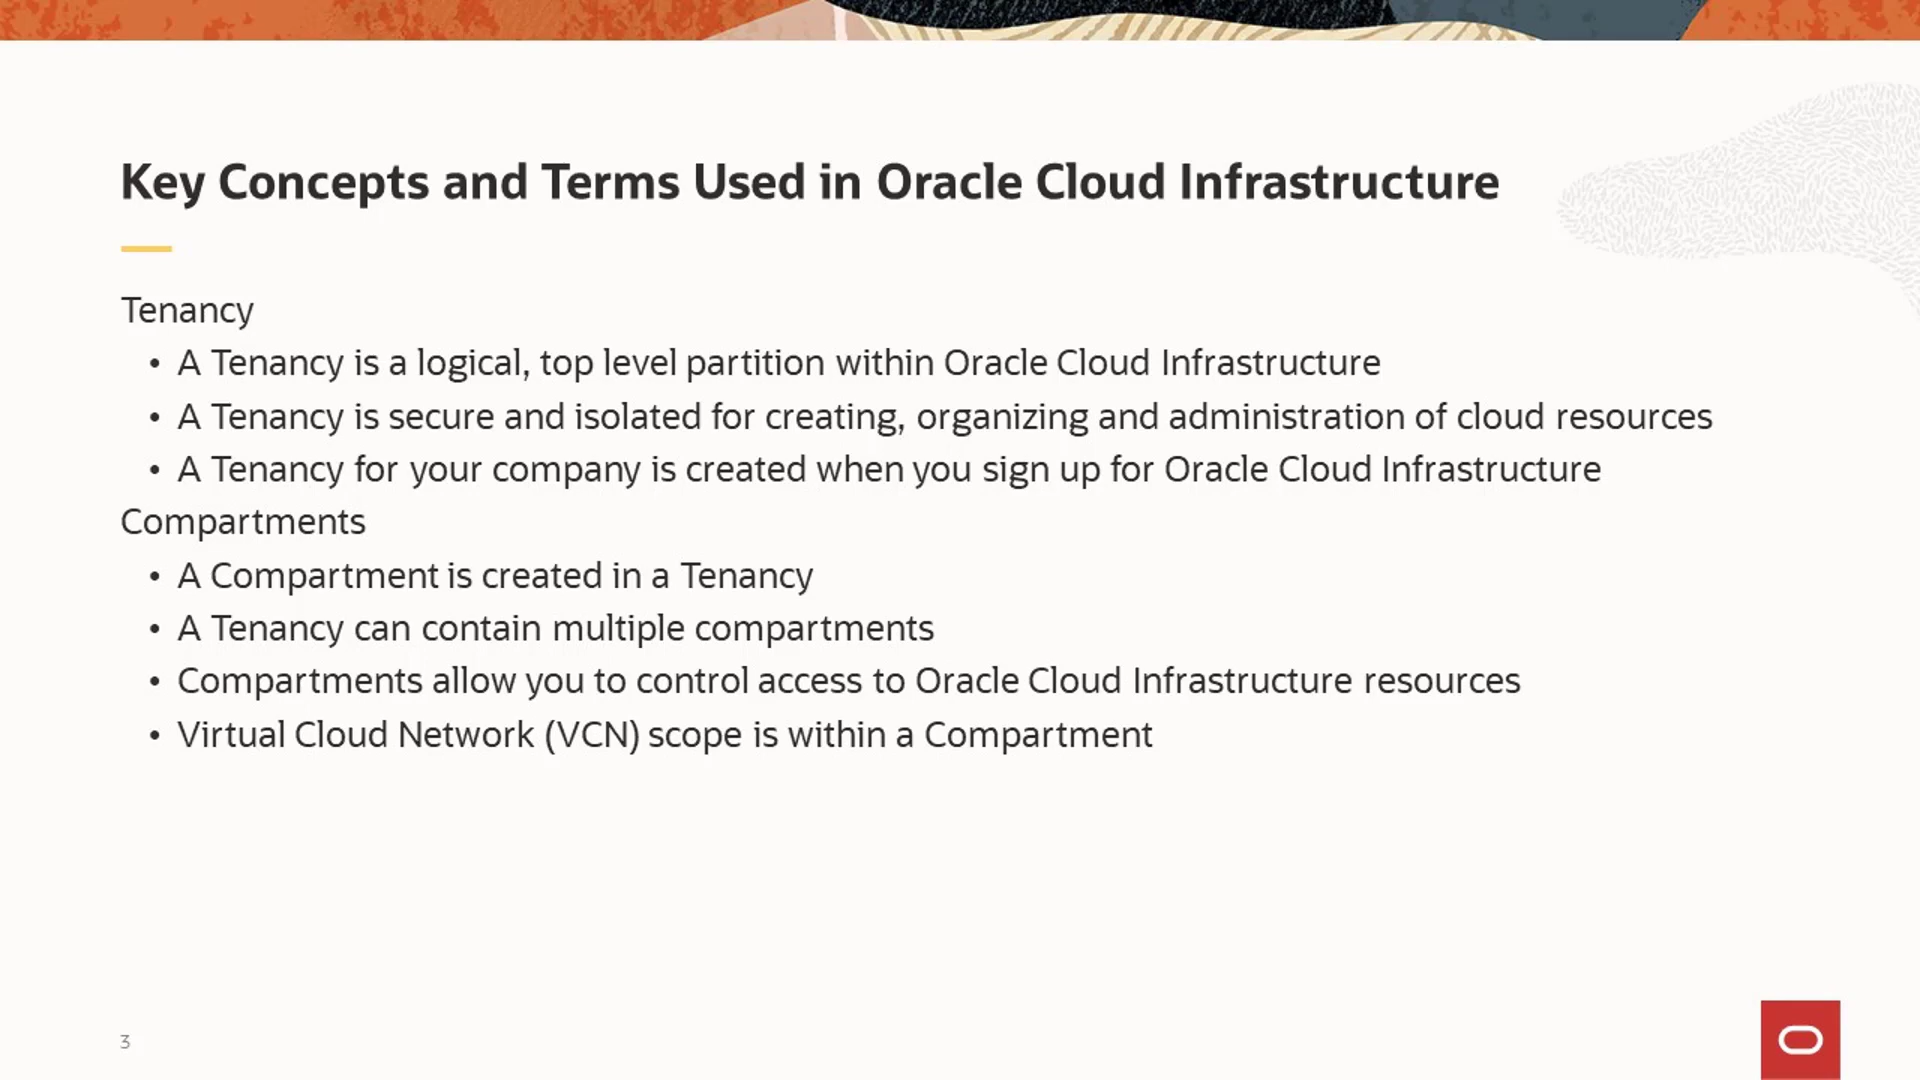 Key Concepts and Terms Used in Oracle Cloud Infrastructure
Tenancy
• A Tenancy is a logical, top level partition within Oracle Cloud Infrastructure
• A Tenancy is secure and isolated for creating, organizing and administration of cloud resources
• A Tenancy for your company is created when you sign up for Oracle Cloud Infrastructure
Compartments
• A Compartment is created in a Tenancy
• A Tenancy can contain multiple compartments
• Compartments allow you to control access to Oracle Cloud Infrastructure resources
• Virtual Cloud Network (VCN) scope is within a Compartment
3